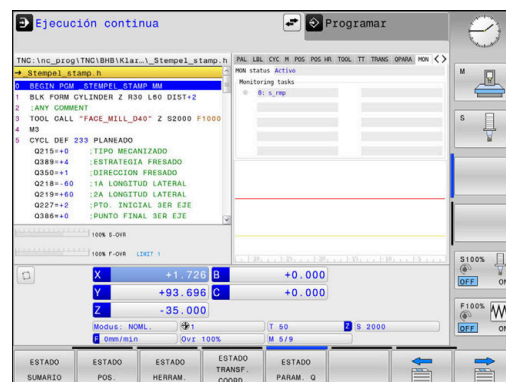 Ejecución continua
Programar
TNC:\nc_prog\TNC\BHB\Klar…\_Stempel_stamp.h
→_Stempel_stamp.h
0 BEGIN PGM _STEMPEL_STAMP MM
1 BLK FORM CYLINDER Z R30 L60 DIST+2
2 ;ANY COMMENT
3 TOOL CALL "FACE_MILL_D40" Z S2000 F1000
4 M3
5 CYCL DEF 233 PLANEADO
Q215=+0 ;TIPO MECANIZADO
Q389=+4 ;ESTRATEGIA FRESADO
Q350=+1 ;DIRECCION FRESADO
Q218=-60 ;1A LONGITUD LATERAL
Q219=+60 ;2A LONGITUD LATERAL
Q227=+2 ;PTO. INICIAL 3ER EJE
Q386=+0 ;PUNTO FINAL 3ER EJE
PAL LBL CYC M POS POS HR TOOL TT TRANS QPARA MON
MON status Activo
Monitoring tasks
0: s_rmp
100% S-OVR
100% F-OVR LIMIT 1
X +1.726 B +0.000
Y +93.696 C +0.000
Z -35.000
Modus: NOML. 1 T 50 Z S 2000
F 0mm/min Ovr 100% M 5/9
M
S
S100%
OFF ON
F100%
OFF ON
ESTADO SUMARIO
ESTADO POS.
ESTADO HERRAM.
ESTADO TRANSF. COORD.
ESTADO PARAM. Q